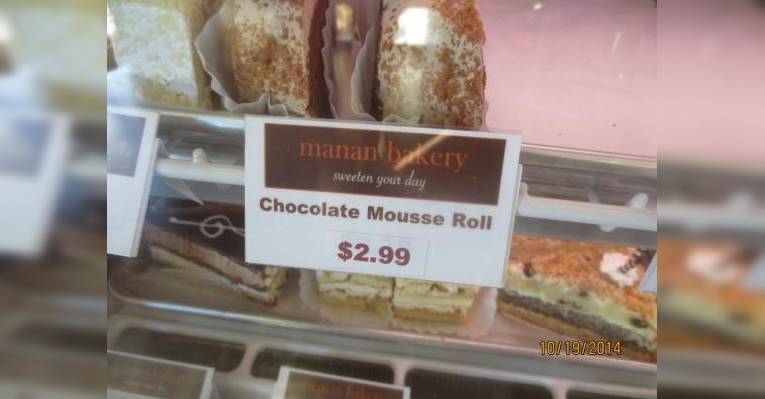 manan bakery
sweeten your day
Chocolate Mousse Roll
$2.99
10/19/2014